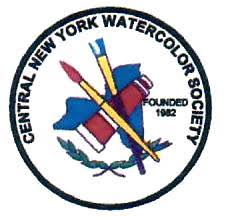 CENTRAL NEW YORK WATERCOLOR SOCIETY
FOUNDED
1982